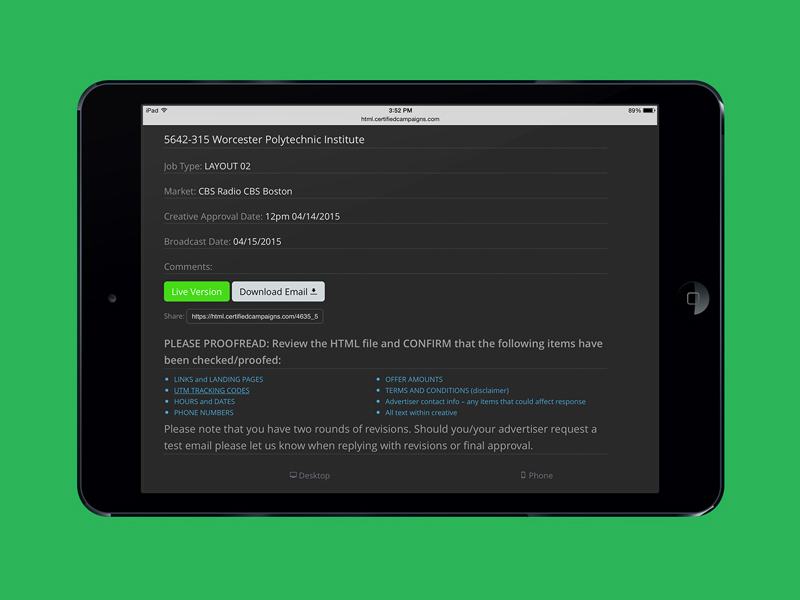 iPad 3:52 PM 89%
html.certifiedcampaigns.com
5642-315 Worcester Polytechnic Institute
Job Type: LAYOUT 02
Market: CBS Radio CBS Boston
Creative Approval Date: 12pm 04/14/2015
Broadcast Date: 04/15/2015
Comments:
Live Version Download Email
Share: https://html.certifiedcampaigns.com/4635_5
PLEASE PROOFREAD: Review the HTML file and CONFIRM that the following items have
been checked/proofed:
• LINKS and LANDING PAGES
• UTM TRACKING CODES
• HOURS and DATES
• PHONE NUMBERS
• OFFER AMOUNTS
• TERMS AND CONDITIONS (disclaimer)
• Advertiser contact info – any items that could affect response
• All text within creative
Please note that you have two rounds of revisions. Should you/your advertiser request a
test email please let us know when replying with revisions or final approval.
Desktop Phone